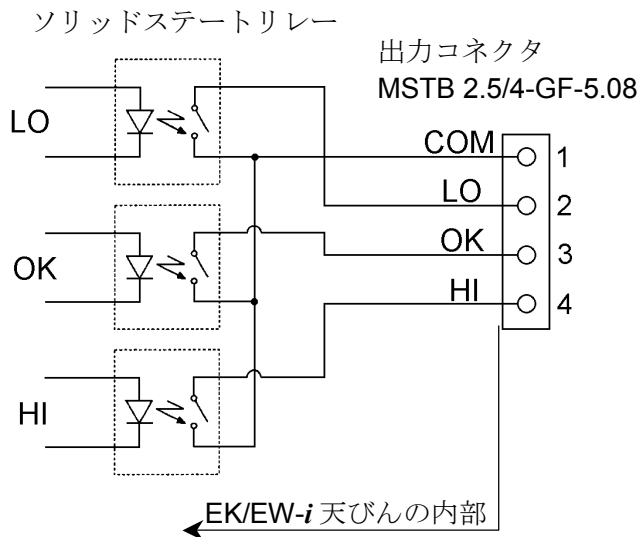 ソリッドステートリレー
出力コネクタ
MSTB 2.5/4-GF-5.08
LO
COM
1
LO
2
OK
OK
3
HI
4
HI
EK/EW-i 天びんの内部